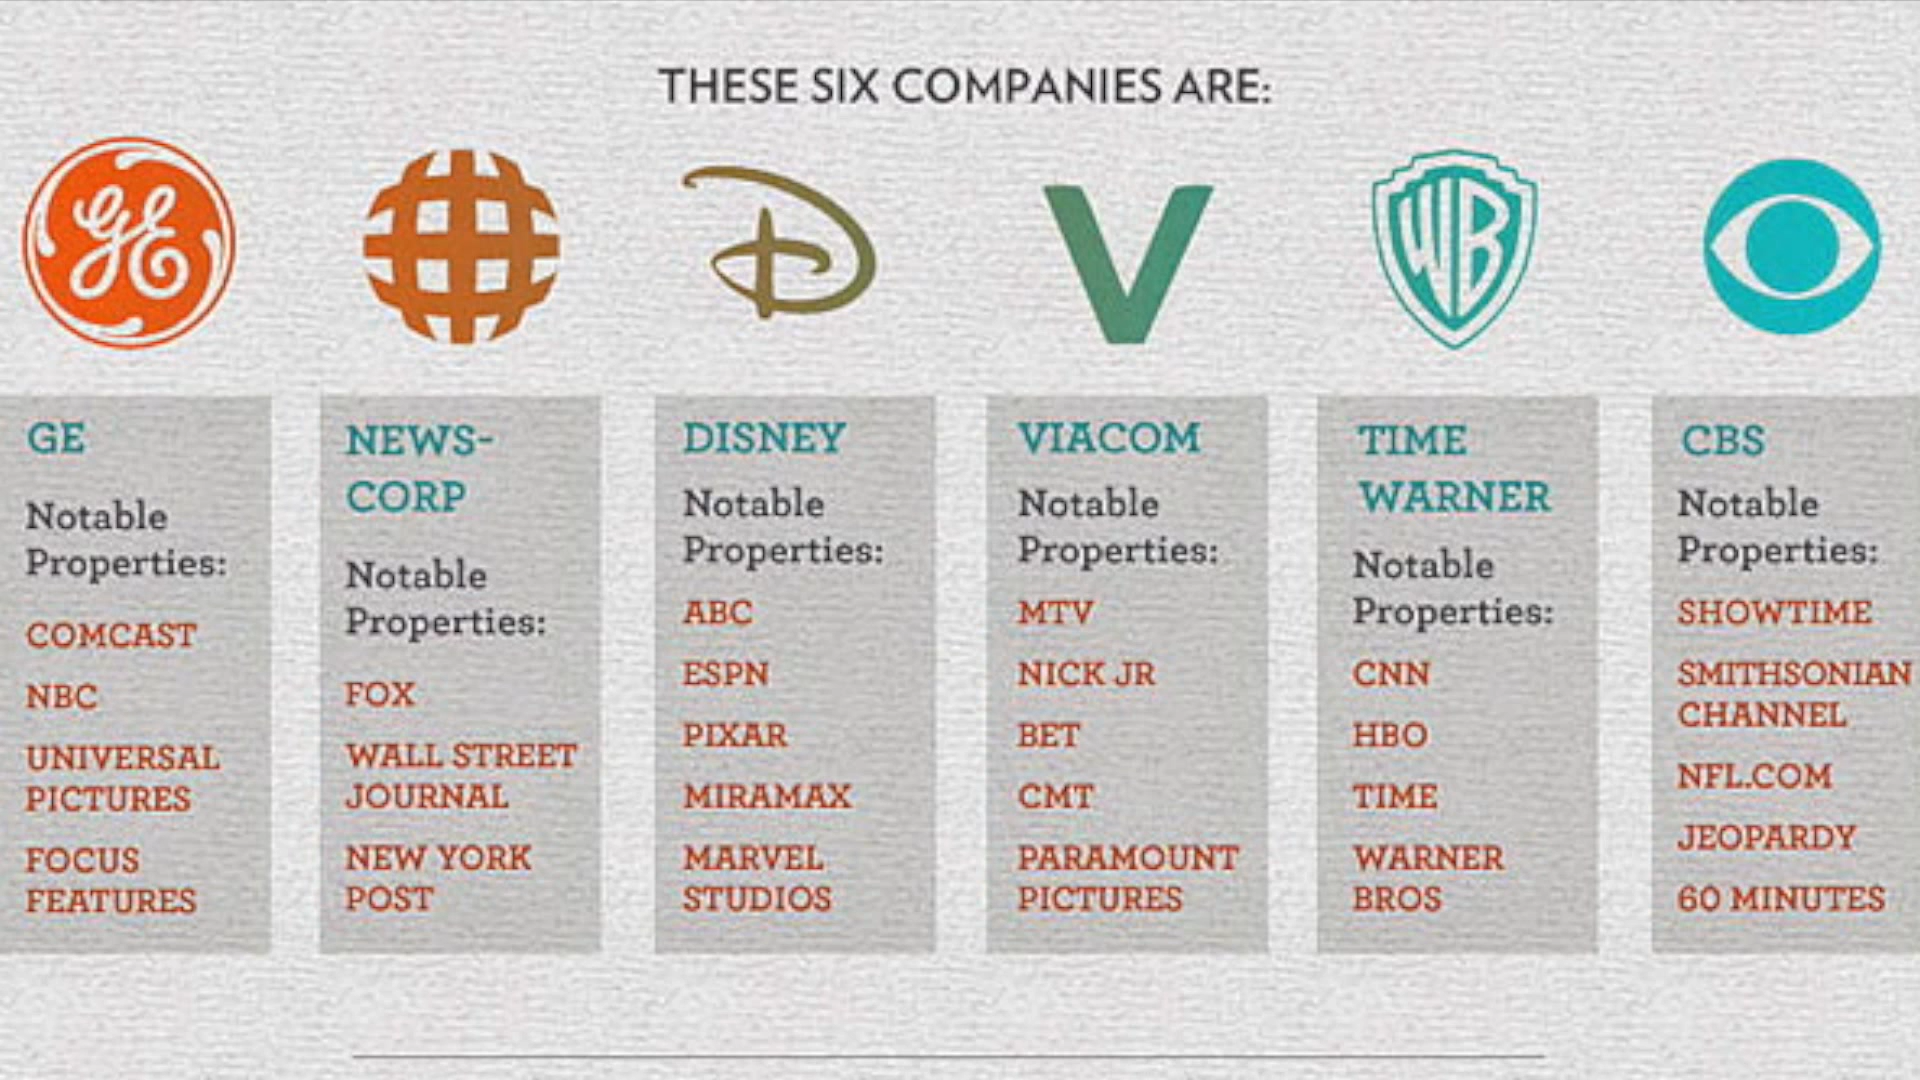 THESE SIX COMPANIES ARE:
GE
V
WB
GE
Notable
Properties:
COMCAST
NBC
UNIVERSAL
PICTURES
FOCUS
FEATURES
NEWS-
CORP
Notable
Properties:
FOX
WALL STREET
JOURNAL
NEW YORK
POST
DISNEY
Notable
Properties:
ABC
ESPN
PIXAR
MIRAMAX
MARVEL
STUDIOS
VIACOM
Notable
Properties:
MTV
NICK JR
BET
CMT
PARAMOUNT
PICTURES
TIME
WARNER
Notable
Properties:
CNN
HBO
TIME
WARNER
BROS
CBS
Notable
Properties:
SHOWTIME
SMITHSONIAN
CHANNEL
NFL.COM
JEOPARDY
60 MINUTES